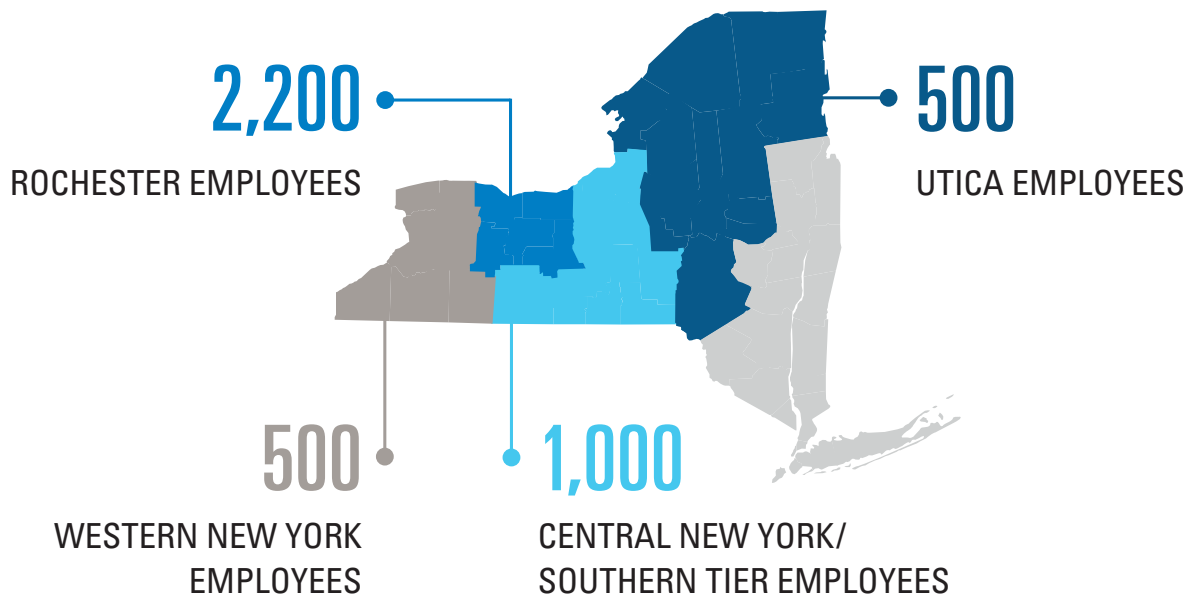 2,200
ROCHESTER EMPLOYEES
500
UTICA EMPLOYEES
500
WESTERN NEW YORK
EMPLOYEES
1,000
CENTRAL NEW YORK/
SOUTHERN TIER EMPLOYEES